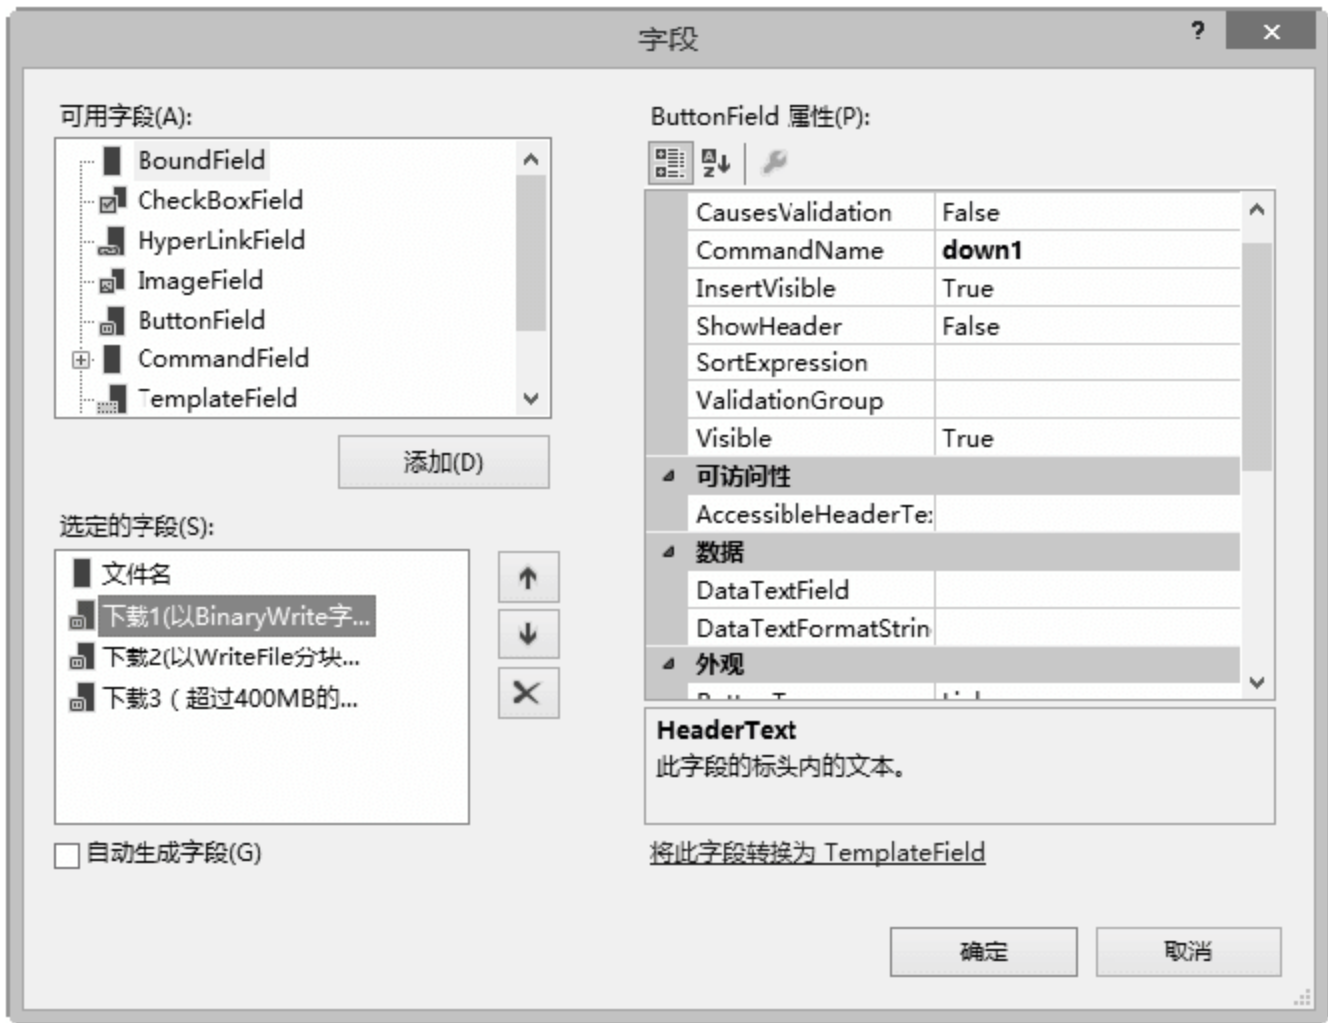 字段
?
可用字段(A):
BoundField
CheckBoxField
HyperLinkField
ImageField
ButtonField
CommandField
TemplateField
添加(D)
选定的字段(S):
文件名
下载1(以BinaryWrite字...
下载2(以WriteFile分块...
下载3（超过400MB的...
自动生成字段(G)
ButtonField 属性(P):
CausesValidation False
CommandName down1
InsertVisible True
ShowHeader False
SortExpression
ValidationGroup
Visible True
可访问性
AccessibleHeaderTe
数据
DataTextField
DataTextFormatStrin
外观
HeaderText
此字段的标头内的文本。
将此字段转换为 TemplateField
确定
取消